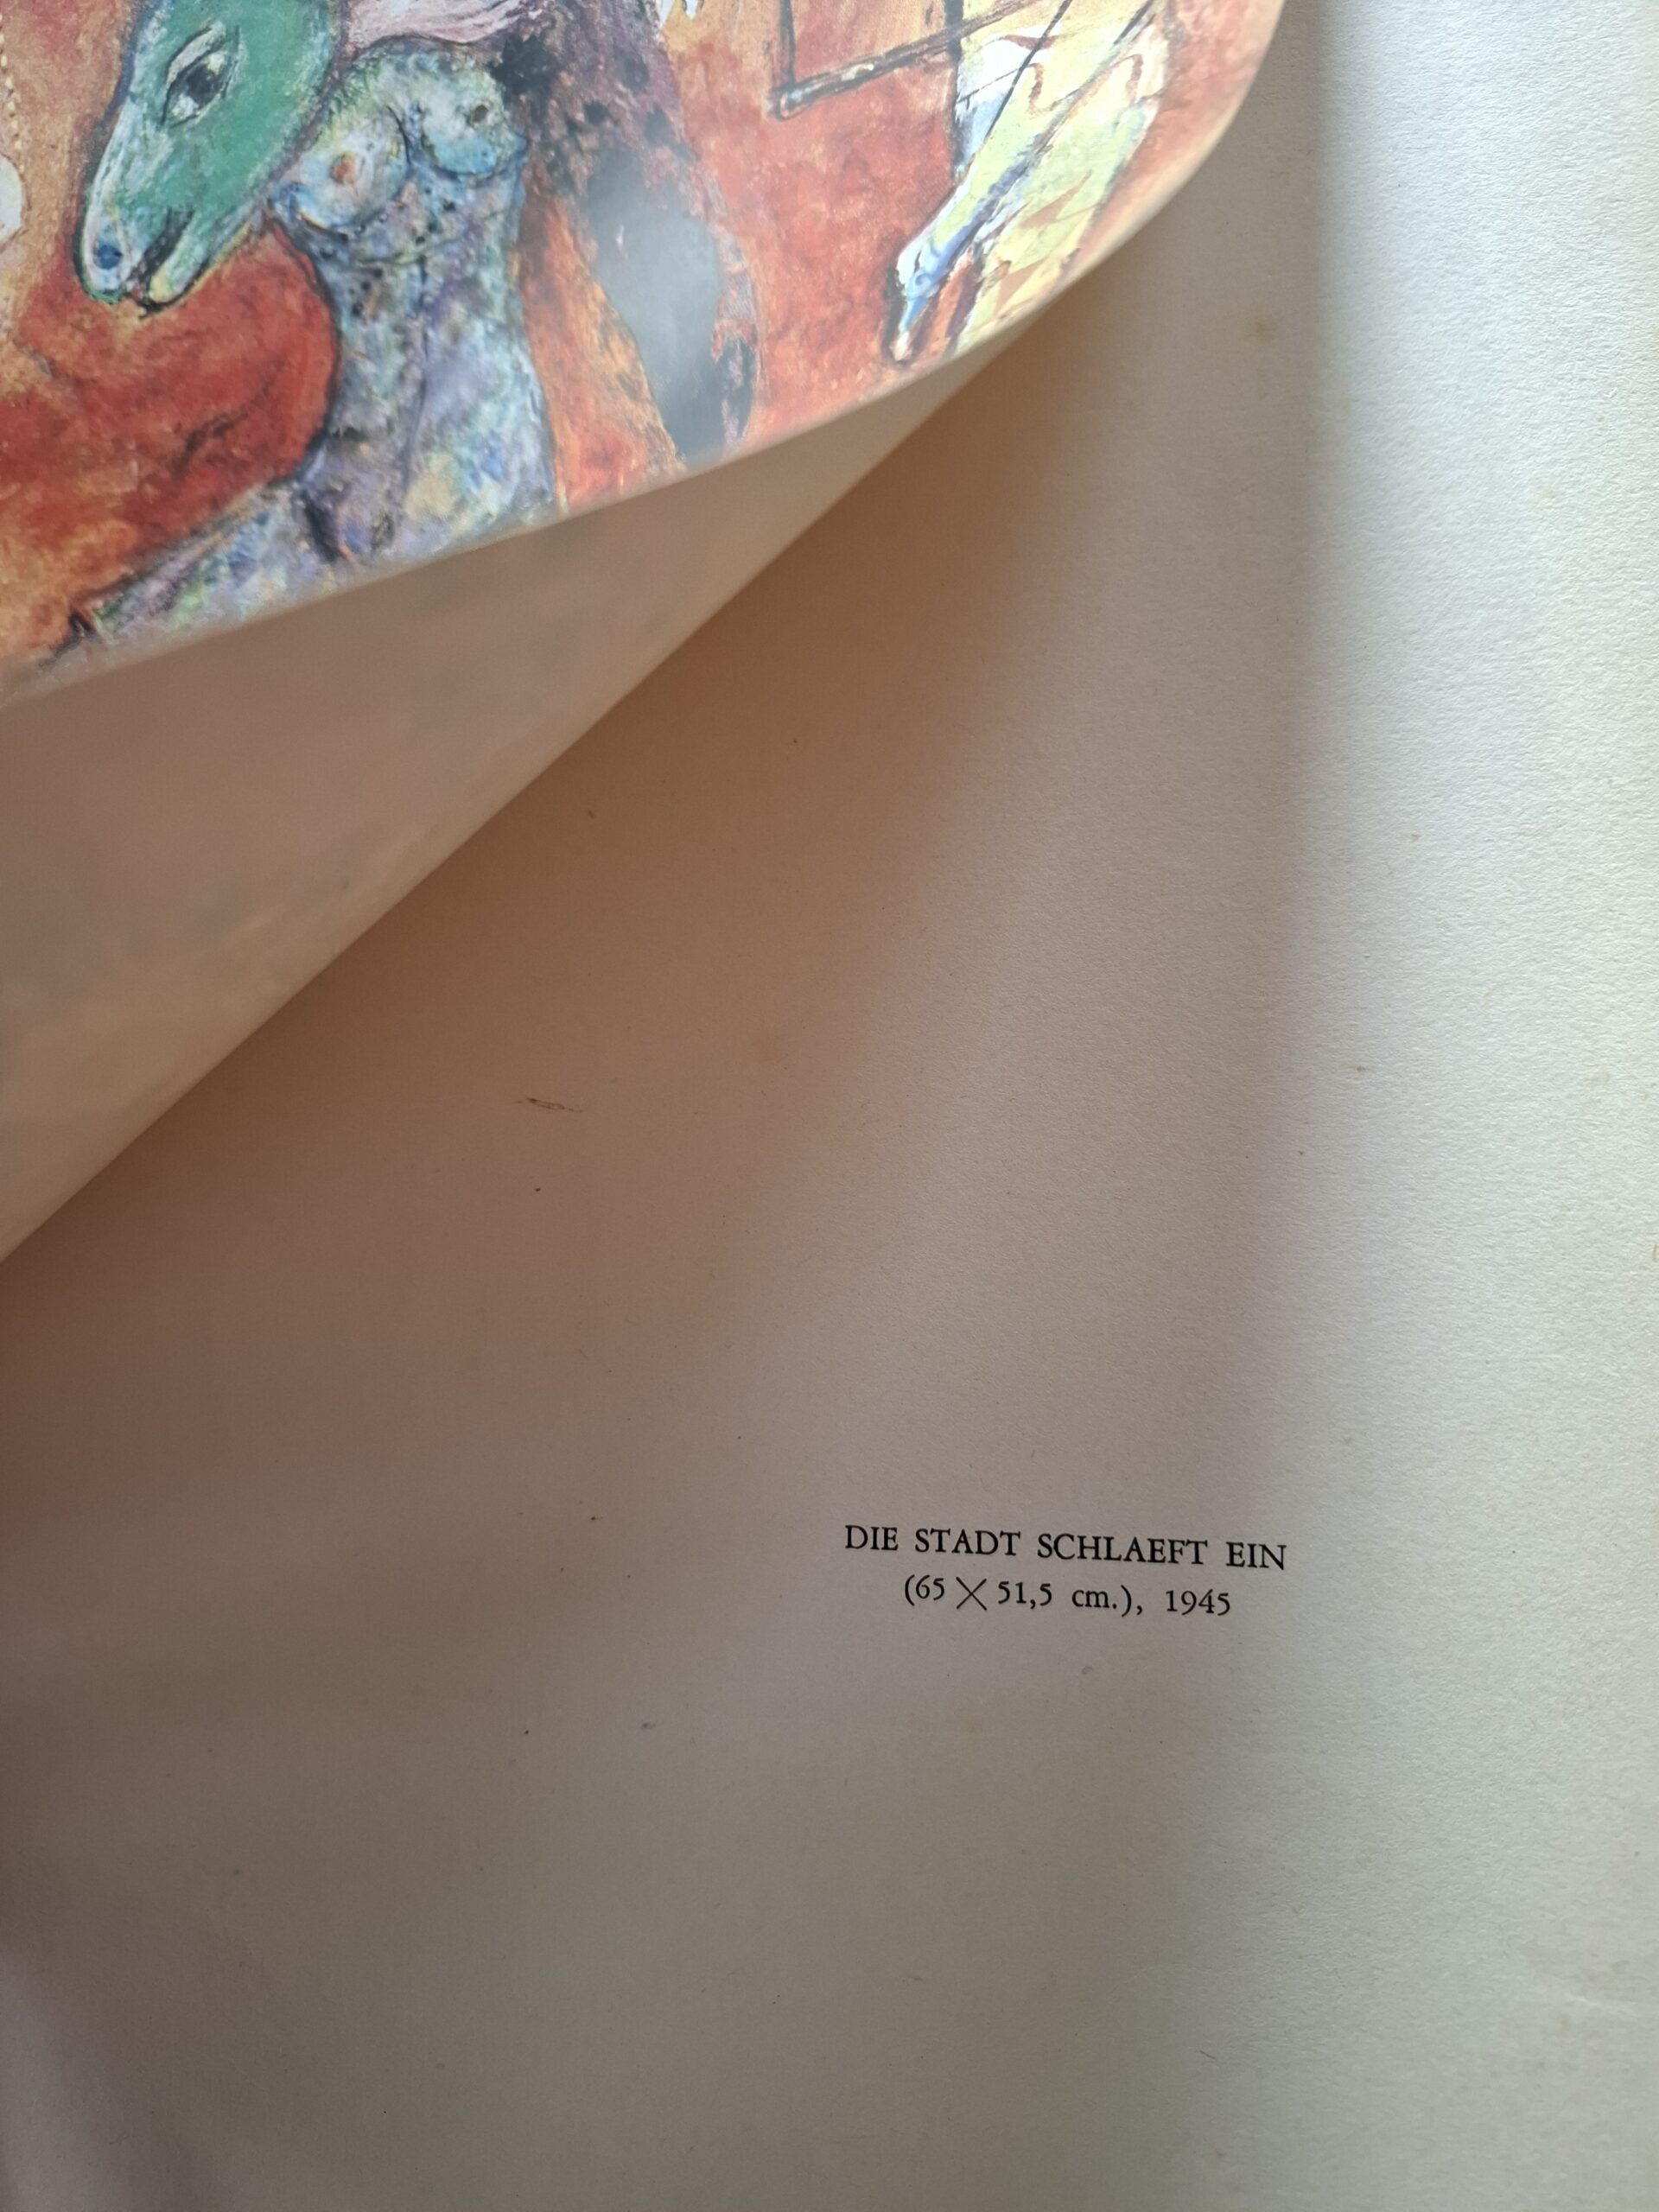 DIE STADT SCHLAEFT EIN
(65 × 51,5 cm.), 1945